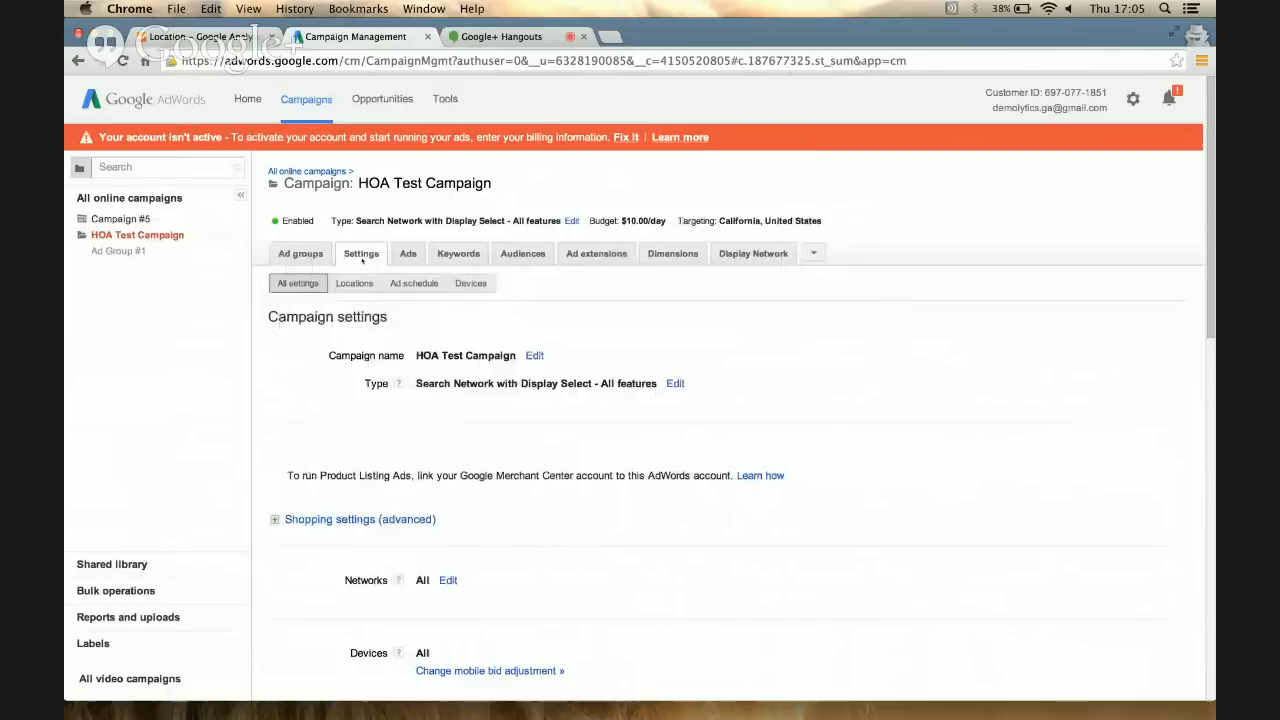 Chrome File Edit View History Bookmarks Window Help 38% Thu 17:05
Location – Google Analy × Campaign Management × Google+ Hangouts ×
Google+
https://adwords.google.com/cm/CampaignMgmt?authuser=0&__u=6328190085&__c=4150520805#c.187677325.st_sum&app=cm
Google AdWords Home Campaigns Opportunities Tools
Customer ID: 697-077-1851
demolytics.ga@gmail.com
!
Your account isn't active - To activate your account and start running your ads, enter your billing information. Fix It | Learn more
Search
All online campaigns
Campaign #5
HOA Test Campaign
Ad Group #1
All online campaigns >
Campaign: HOA Test Campaign
Enabled Type: Search Network with Display Select - All features Edit Budget: $10.00/day Targeting: California, United States
Ad groups Settings Ads Keywords Audiences Ad extensions Dimensions Display Network
All settings Locations Ad schedule Devices
Campaign settings
Campaign name HOA Test Campaign Edit
Type ? Search Network with Display Select - All features Edit
To run Product Listing Ads, link your Google Merchant Center account to this AdWords account. Learn how
Shopping settings (advanced)
Networks ? All Edit
Devices ? All
Change mobile bid adjustment »
Shared library
Bulk operations
Reports and uploads
Labels
All video campaigns